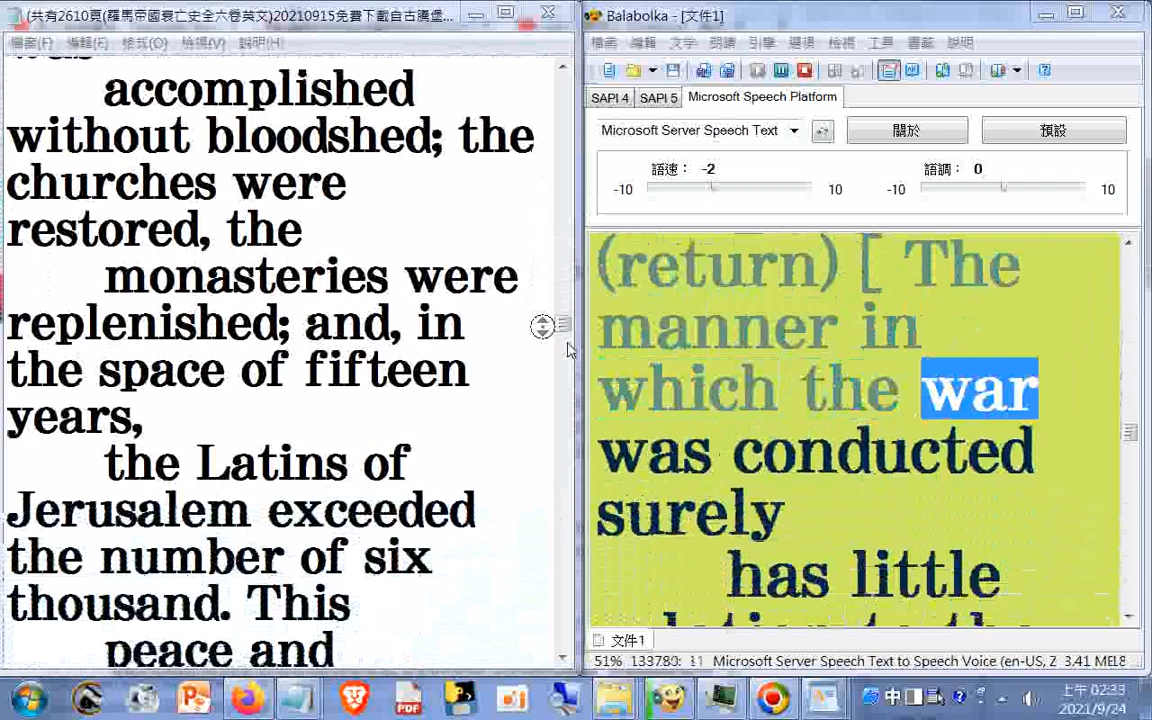 (共有2610頁(羅馬帝國衰亡史全六卷英文)20210915免費下載自古騰堡...
檔案(F) 編輯(E) 格式(O) 檢視(V) 說明(H)
accomplished
without bloodshed; the
churches were
restored, the
monasteries were
replenished; and, in
the space of fifteen
years,
the Latins of
Jerusalem exceeded
the number of six
thousand. This
peace and
Balabolka - [文件1]
檔案 編輯 文字 朗讀 引擎 選項 檢視 工具 書籤 說明
SAPI 4 SAPI 5 Microsoft Speech Platform
Microsoft Server Speech Text 關於 預設
語速： -2 語調： 0
-10 10 -10 10
(return) [ The
manner in
which the war
was conducted
surely
has little
文件1
51% 133780: 11 Microsoft Server Speech Text to Speech Voice (en-US, Z 3.41 MEL8
上午 02:33
2021/9/24